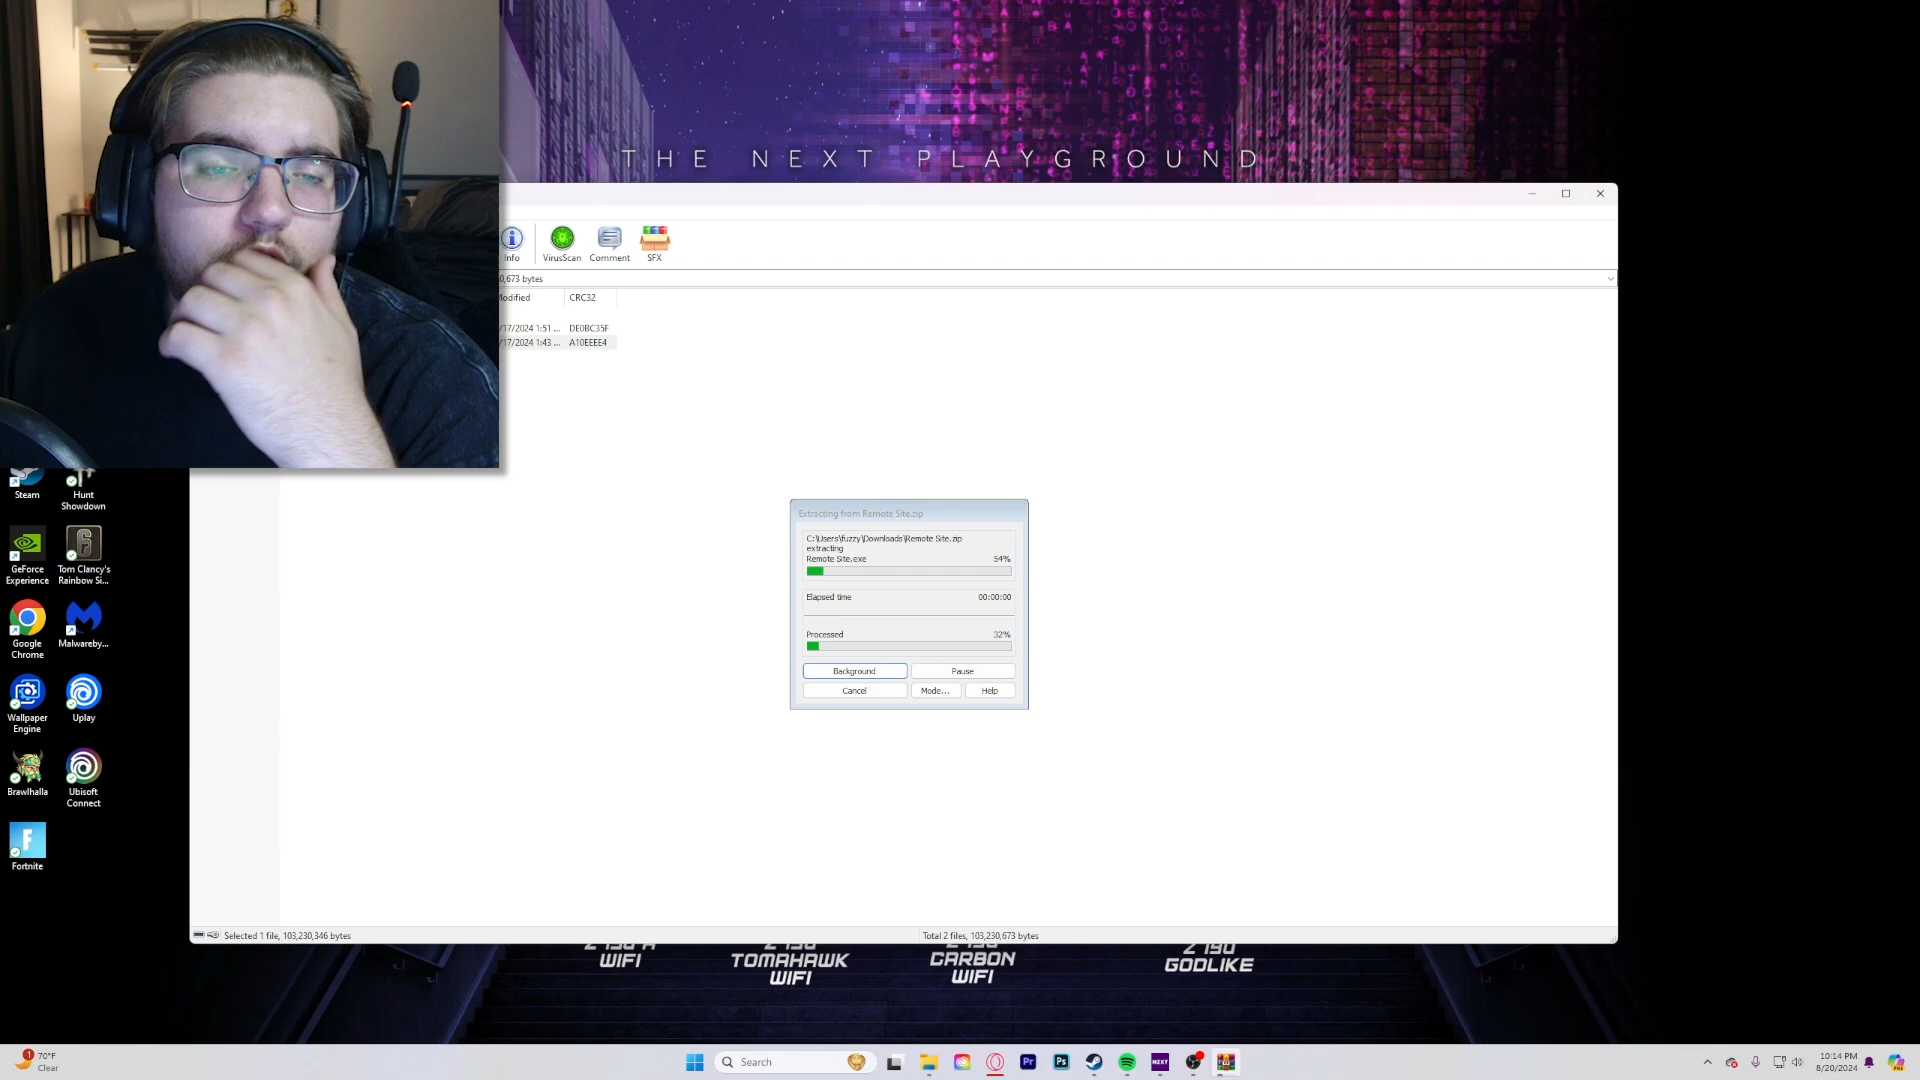 THE NEXT PLAYGROUND
Info
VirusScan
Comment
SFX
0,673 bytes
Modified
CRC32
/17/2024 1:51 ...
DE0BC35F
/17/2024 1:43 ...
A10EEEE4
Steam
Hunt
Showdown
GeForce
Experience
Tom Clancy's
Rainbow Si...
Google
Chrome
Malwareby...
Wallpaper
Engine
Uplay
Brawlhalla
Ubisoft
Connect
Fortnite
Extracting from Remote Site.zip
C:\Users\fuzzy\Downloads\Remote Site.zip
extracting
Remote Site.exe
54%
Elapsed time
00:00:00
Processed
32%
Background
Pause
Cancel
Mode...
Help
Selected 1 file, 103,230,346 bytes
Total 2 files, 103,230,673 bytes
WIFI
TOMAHAWK
WIFI
CARBON
WIFI
GODLIKE
1
70°F
Clear
Search
Pr
Ps
NZXT
10:14 PM
8/20/2024